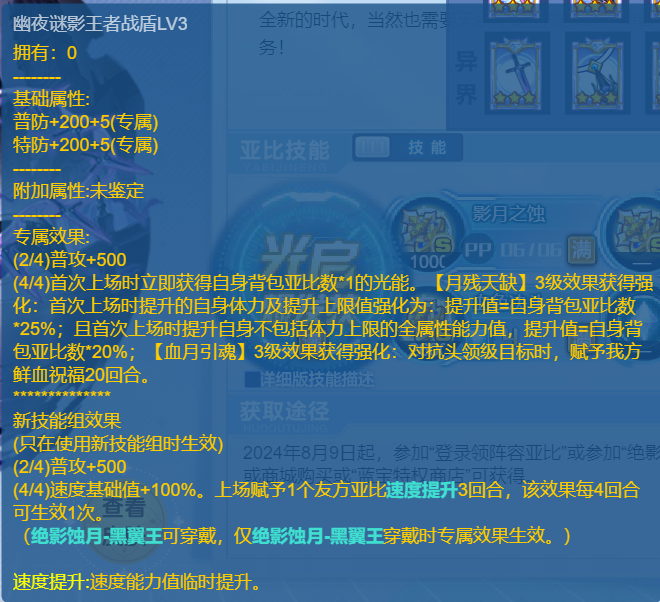 幽夜谜影王者战盾LV3
拥有：0
--------
基础属性:
普防+200+5(专属)
特防+200+5(专属)
--------
附加属性:未鉴定
--------
专属效果:
(2/4)普攻+500
(4/4)首次上场时立即获得自身背包亚比数*1的光能。【月残天缺】3级效果获得强
化：首次上场时提升的自身体力及提升上限值强化为：提升值=自身背包亚比数
*25%；且首次上场时提升自身不包括体力上限的全属性能力值，提升值=自身背
包亚比数*20%；【血月引魂】3级效果获得强化：对抗头领级目标时，赋予我方
鲜血祝福20回合。
**************
新技能组效果
(只在使用新技能组时生效)
(2/4)普攻+500
(4/4)速度基础值+100%。上场赋予1个友方亚比速度提升3回合，该效果每4回合
可生效1次。
（绝影蚀月-黑翼王可穿戴，仅绝影蚀月-黑翼王穿戴时专属效果生效。）
速度提升:速度能力值临时提升。
全新的时代，当然也需要
务！
异
界
亚比技能
技 能
影月之蚀
1000
PP 06/06 满
详细版技能描述
获取途径
2024年8月9日起，参加“登录领阵容亚比”或参加“绝影
或商城购买或“蓝宝特权商店”可获得
查看